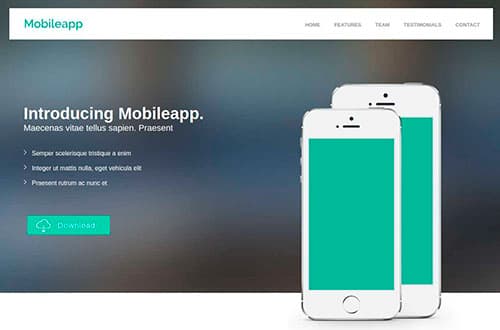 Mobileapp
HOME FEATURES TEAM TESTIMONIALS CONTACT
Introducing Mobileapp.
Maecenas vitae tellus sapien. Praesent
Semper scelerisque tristique a enim
Integer ut mattis nulla, eget vehicula elit
Praesent rutrum ac nunc et
Download